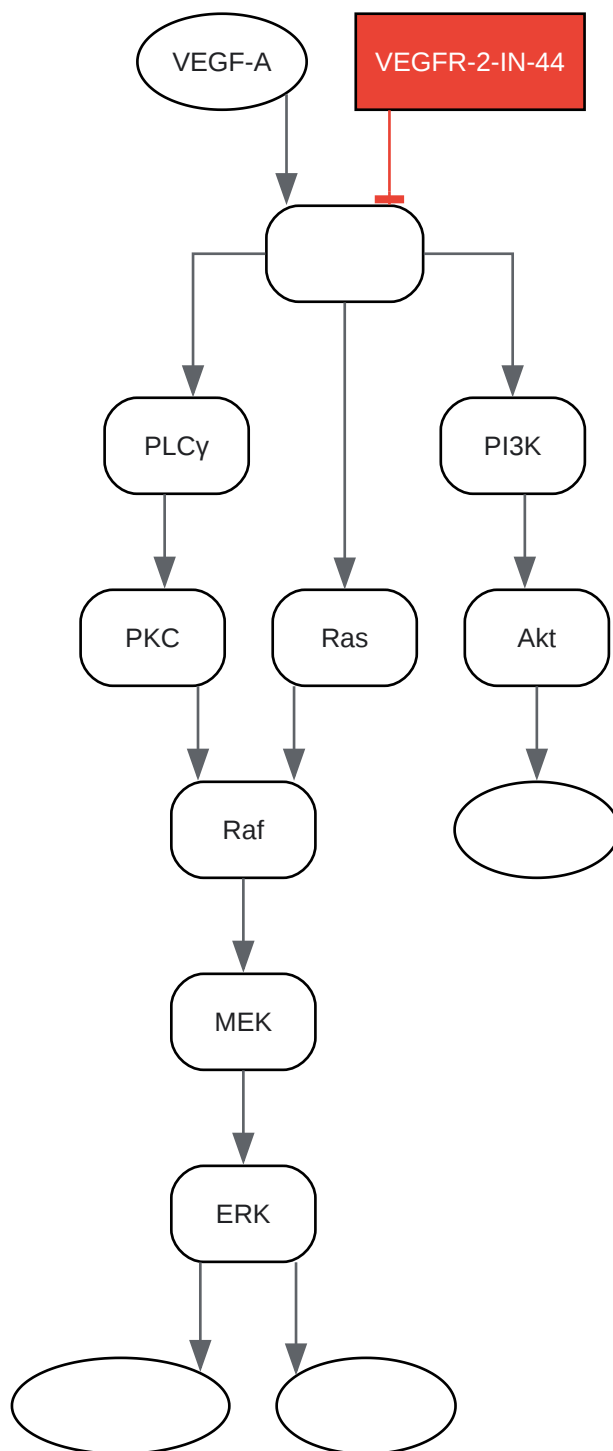 VEGF-A
VEGFR-2-IN-44
PLCγ
PI3K
PKC
Ras
Akt
Raf
MEK
ERK